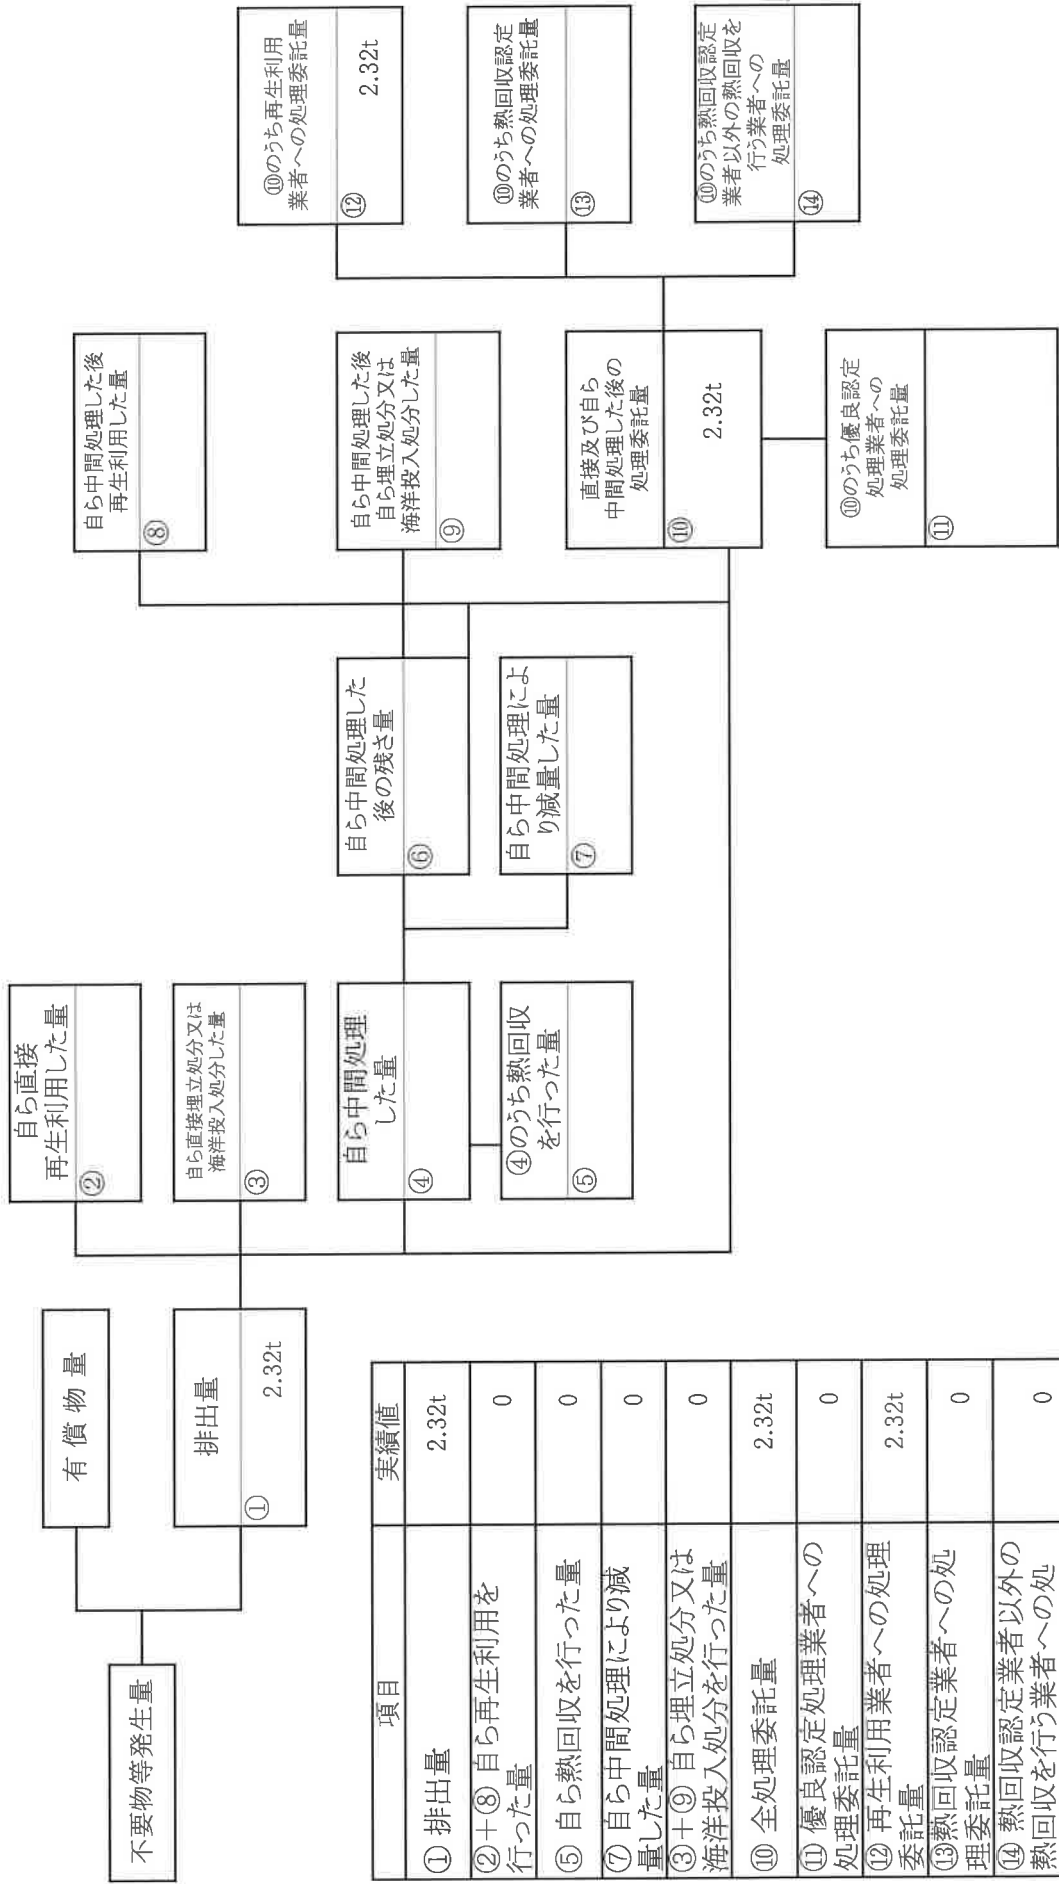 不要物等発生量
有償物量
排出量
①
2.32t
自ら直接
再生利用した量
②
自ら直接埋立処分又は
海洋投入処分した量
③
自ら中間処理
した量
④
④のうち熱回収
を行った量
⑤
自ら中間処理した
後の残さ量
⑥
自ら中間処理によ
り減量した量
⑦
自ら中間処理した後
再生利用した量
⑧
自ら中間処理した後
自ら埋立処分又は
海洋投入処分した量
⑨
直接及び自ら
中間処理した後の
処理委託量
⑩
2.32t
⑩のうち優良認定
処理業者への
処理委託量
⑪
⑩のうち再生利用
業者への処理委託量
⑫
2.32t
⑩のうち熱回収認定
業者への処理委託量
⑬
⑩のうち熱回収認定
業者以外の熱回収を
行う業者への
処理委託量
⑭
項目 実績値
①排出量 2.32t
②+⑧ 自ら再生利用を
行った量 0
⑤ 自ら熱回収を行った量 0
⑦ 自ら中間処理により減
量した量 0
③+⑨ 自ら埋立処分又は
海洋投入処分を行った量 0
⑩ 全処理委託量 2.32t
⑪ 優良認定処理業者への
処理委託量 0
⑫ 再生利用業者への処理
委託量 2.32t
⑬熱回収認定業者への処
理委託量 0
⑭ 熱回収認定業者以外の
熱回収を行う業者への処 0